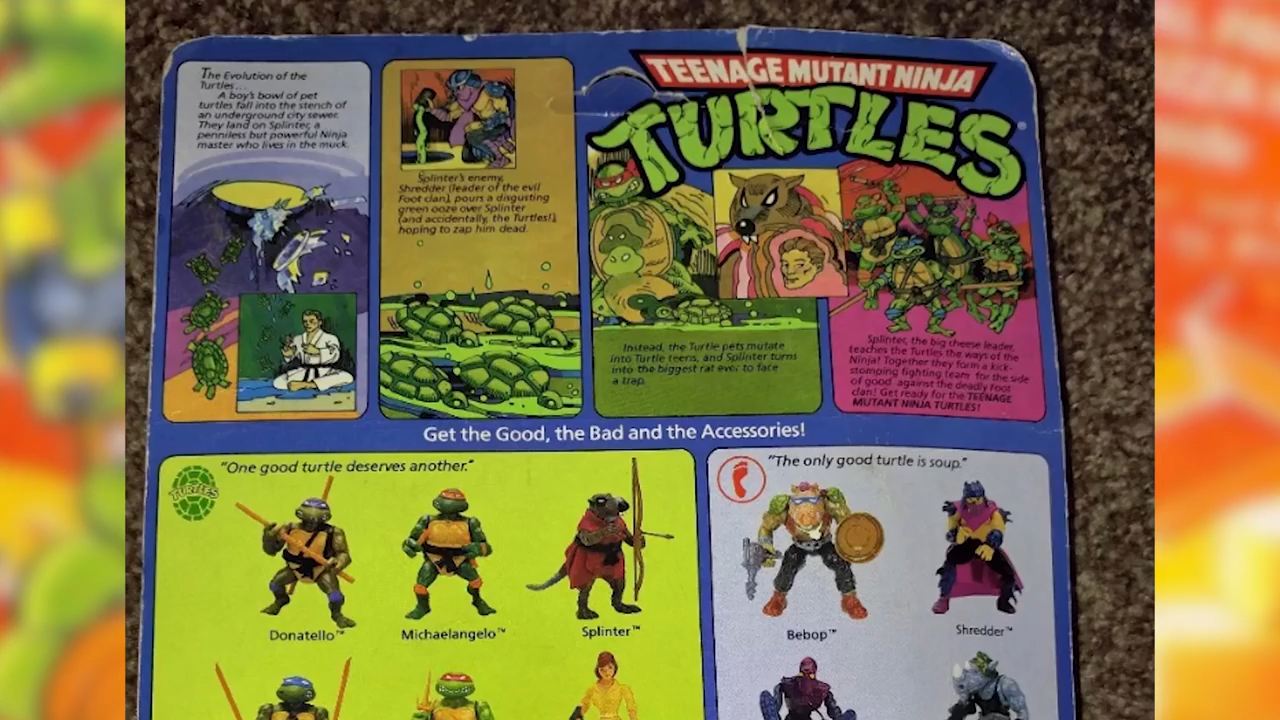 The Evolution of the
Turtles...
A boy's bowl of pet
turtles fall into the stench of
an underground city sewer.
They land on Splinter, a
penniless but powerful Ninja
master who lives in the muck.
Splinter's enemy,
Shredder (leader of the evil
Foot clan), pours a disgusting
green ooze over Splinter
(and accidentally, the Turtles!),
hoping to zap him dead.
TEENAGE MUTANT NINJA
TURTLES®
Instead, the Turtle pets mutate
into Turtle teens, and Splinter turns
into the biggest rat ever to face
a trap.
Splinter, the big cheese leader,
teaches the Turtles the ways of the
Ninja! Together they form a kick-
stomping fighting team for the side
of good against the deadly Foot
clan! Get ready for the TEENAGE
MUTANT NINJA TURTLES!
Get the Good, the Bad and the Accessories!
TURTLES
"One good turtle deserves another."
Donatello™
Michaelangelo™
Splinter™
"The only good turtle is soup."
Bebop™
Shredder™